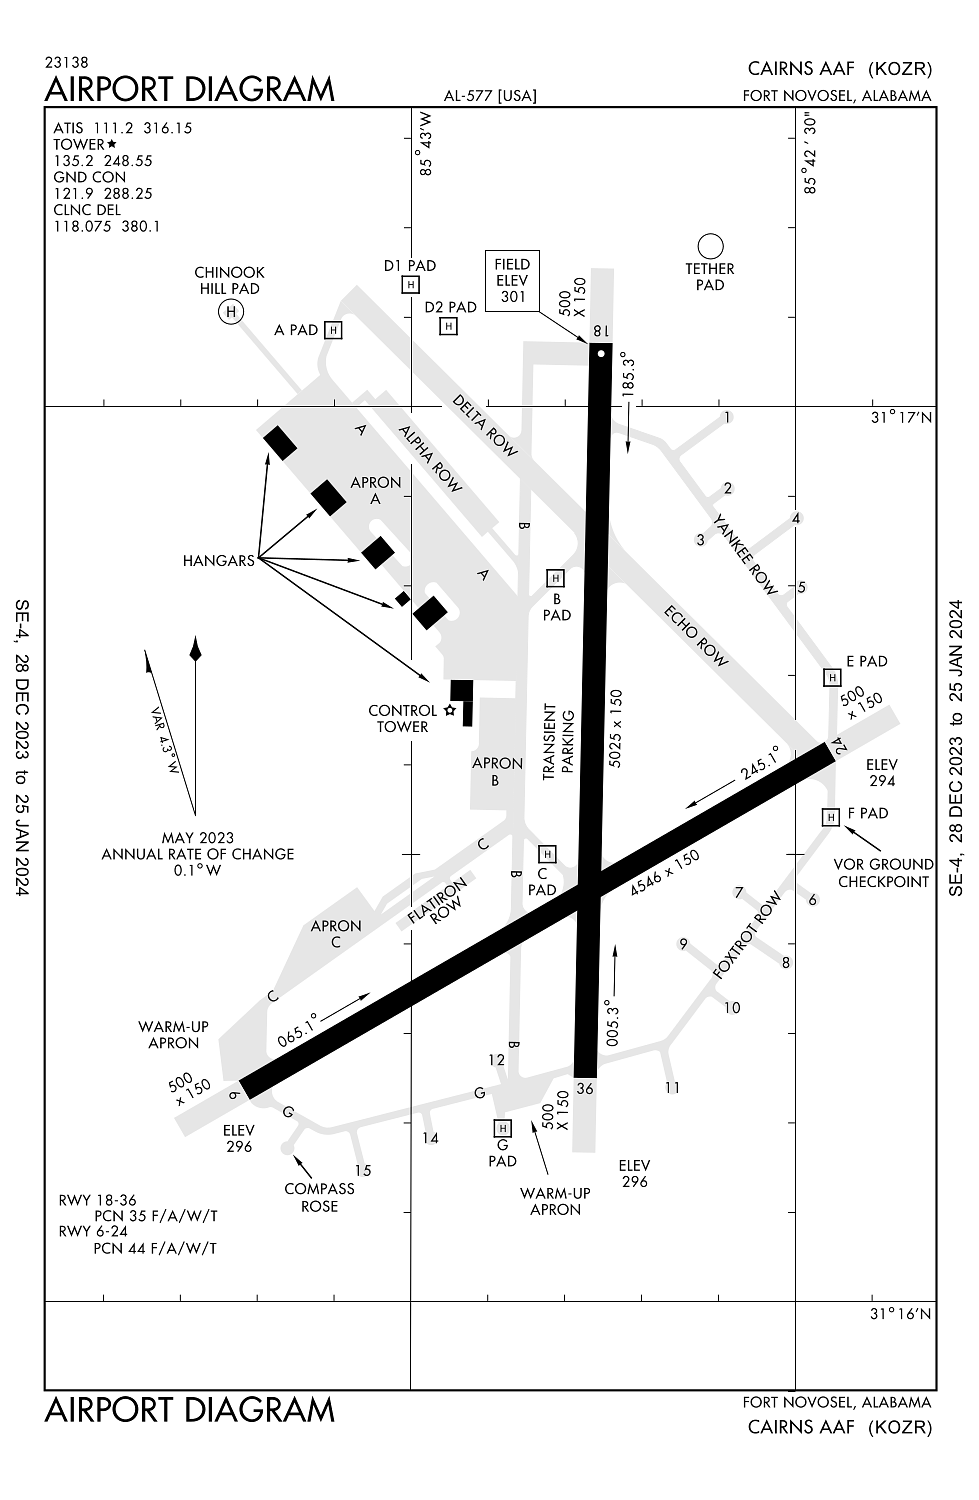 23138
AIRPORT DIAGRAM
AL-577 [USA]
CAIRNS AAF (KOZR)
FORT NOVOSEL, ALABAMA
ATIS 111.2 316.15
TOWER★
135.2 248.55
GND CON
121.9 288.25
CLNC DEL
118.075 380.1
85°43'W
85°42'30"
CHINOOK
HILL PAD
H
A PAD
H
D1 PAD
H
D2 PAD
H
FIELD
ELEV
301
500
X 150
TETHER
PAD
18
185.3°
31°17'N
DELTA ROW
ALPHA ROW
A
APRON
A
1
2
3
4
5
YANKEE ROW
B
A
HANGARS
H
B
PAD
ECHO ROW
E PAD
H
500
X 150
CONTROL
TOWER
TRANSIENT
PARKING
5025 x 150
VAR 4.3° W
APRON
B
24
245.1°
ELEV
294
MAY 2023
ANNUAL RATE OF CHANGE
0.1° W
H
F PAD
VOR GROUND
CHECKPOINT
C
H
C
PAD
B
4546 x 150
FLATIRON
ROW
APRON
C
C
6
7
8
9
10
FOXTROT ROW
065.1°
005.3°
WARM-UP
APRON
B
12
G
36
11
500
X 150
6
G
ELEV
296
H
G
PAD
500
X 150
14
15
COMPASS
ROSE
WARM-UP
APRON
ELEV
296
RWY 18-36
PCN 35 F/A/W/T
RWY 6-24
PCN 44 F/A/W/T
31°16'N
SE-4, 28 DEC 2023 to 25 JAN 2024
SE-4, 28 DEC 2023 to 25 JAN 2024
AIRPORT DIAGRAM
FORT NOVOSEL, ALABAMA
CAIRNS AAF (KOZR)